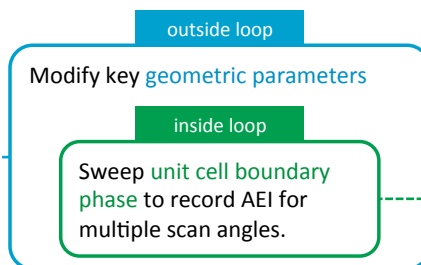 outside loop
Modify key geometric parameters
inside loop
Sweep unit cell boundary
phase to record AEI for
multiple scan angles.